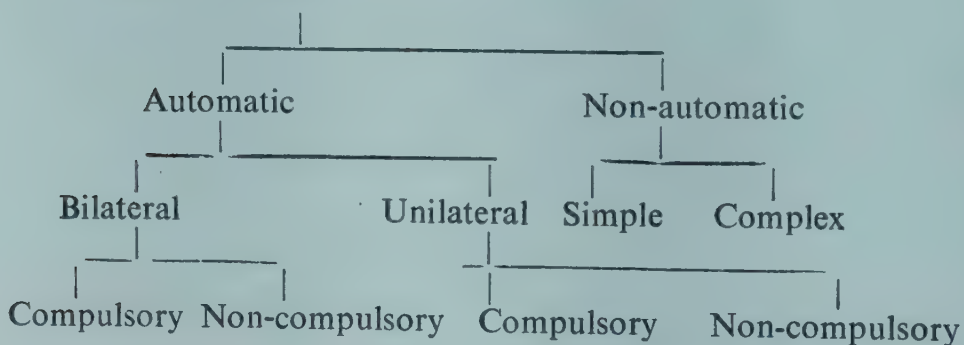 Automatic Non-automatic
Bilateral Unilateral Simple Complex
Compulsory Non-compulsory Compulsory Non-compulsory